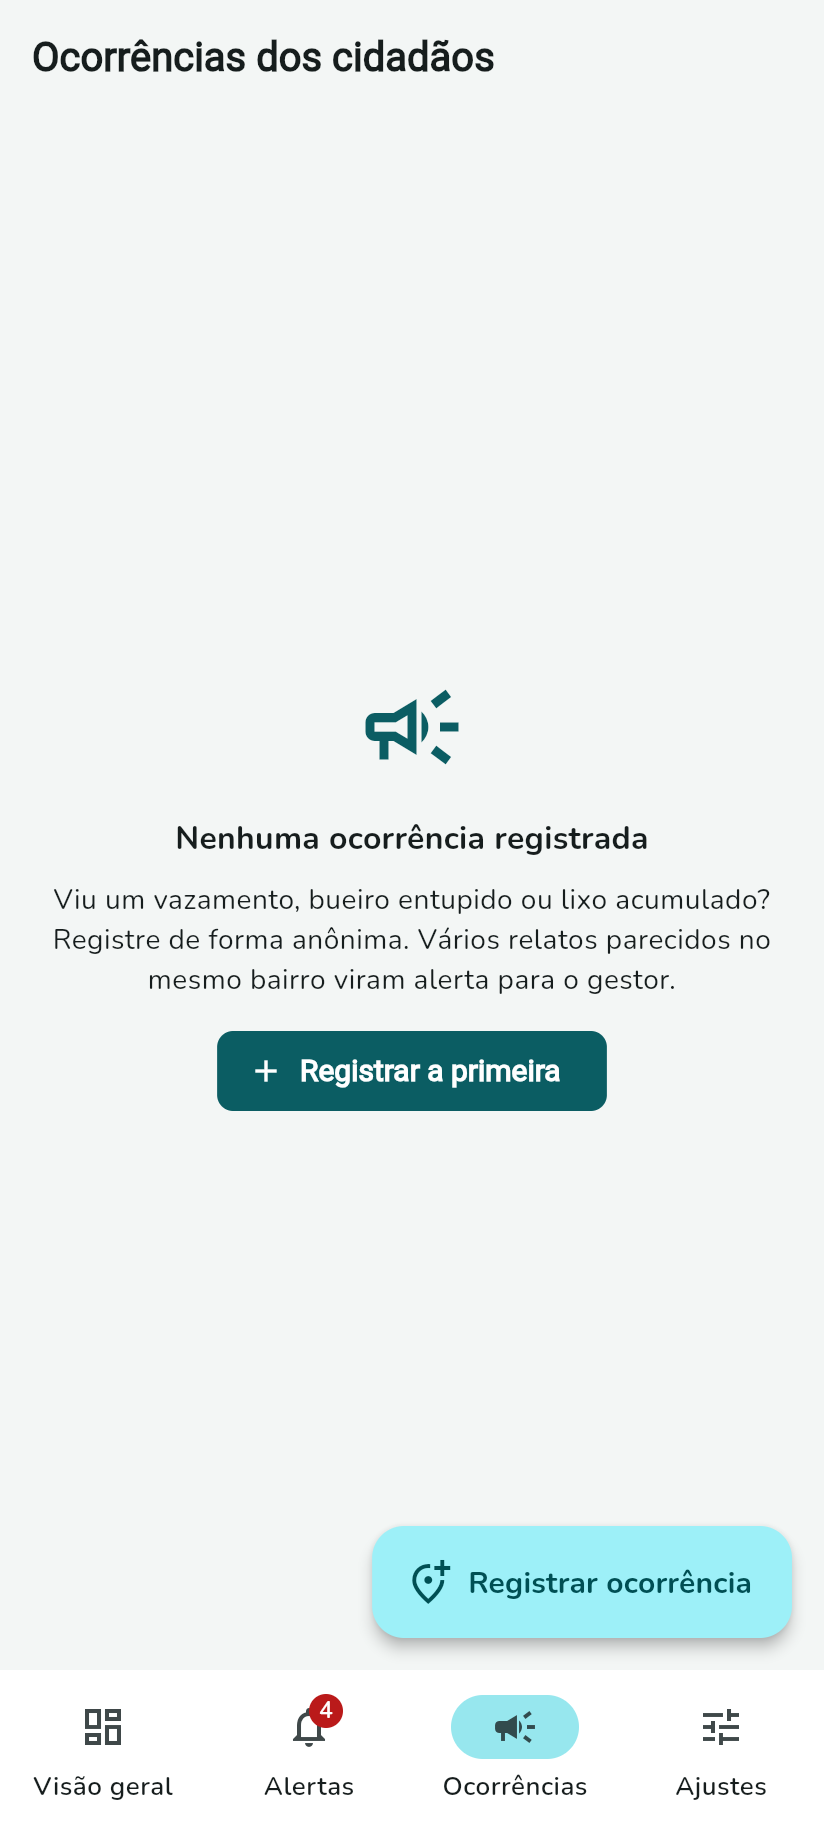 Ocorrências dos cidadãos
Nenhuma ocorrência registrada
Viu um vazamento, bueiro entupido ou lixo acumulado?
Registre de forma anônima. Vários relatos parecidos no
mesmo bairro viram alerta para o gestor.
Registrar a primeira
Registrar ocorrência
4
Visão geral
Alertas
Ocorrências
Ajustes